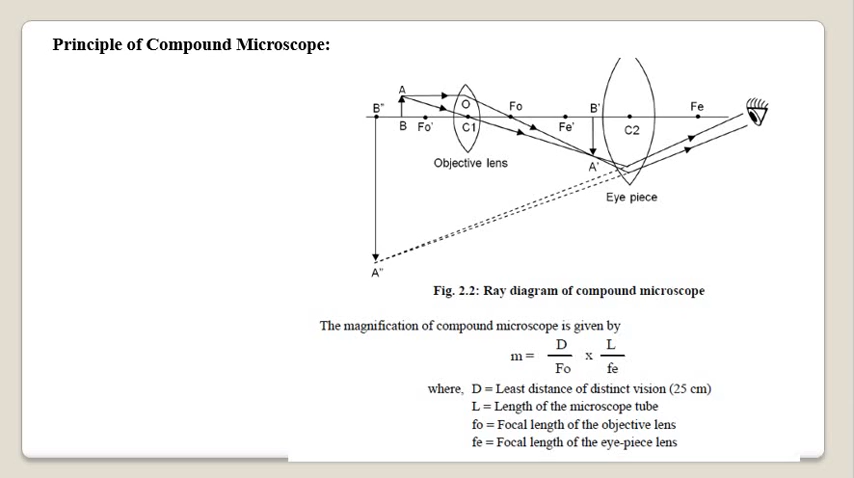 Principle of Compound Microscope:
A
B" O Fo B' Fe
B Fo' C1 Fe' C2
Objective lens A'
Eye piece
A"
Fig. 2.2: Ray diagram of compound microscope
The magnification of compound microscope is given by
m = D/Fo x L/fe
where, D = Least distance of distinct vision (25 cm)
L = Length of the microscope tube
fo = Focal length of the objective lens
fe = Focal length of the eye-piece lens